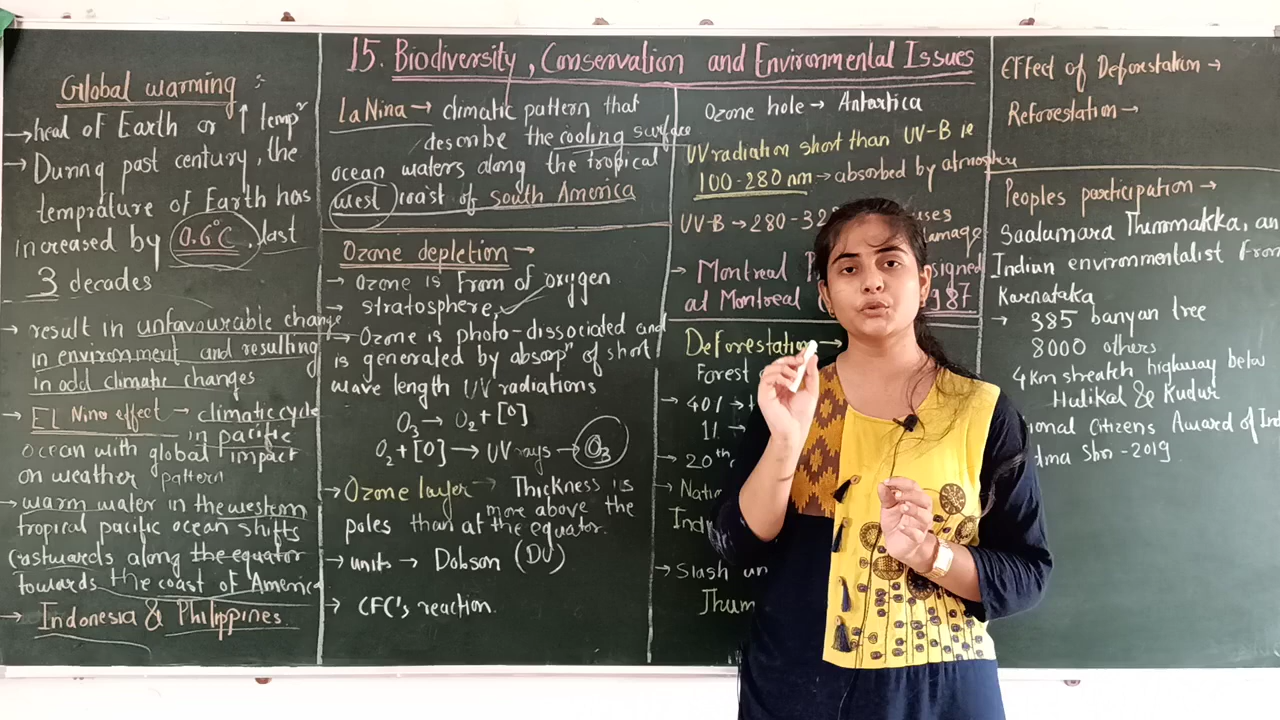 15. Biodiversity, Conservation and Environmental Issues
Global warming :
→ heat of Earth or ↑ tempʳ
→ During past century, the
temprature of Earth has
increased by 0.6°C, last
3 decades
→ result in unfavourable change
in environment and resulting
in odd climatic changes
→ EL Nino effect → climatic cycle
in pacific
ocean with global impact
on weather pattern
→ warm water in the western
tropical pacific ocean shifts
eastwards along the equator
towards the coast of America
→ Indonesia & Philippines
La Nina → climatic pattern that
describe the cooling surface
ocean waters along the tropical
west coast of South America
Ozone depletion →
→ Ozone is From of oxygen
→ stratosphere
→ Ozone is photo-dissociated and
is generated by absorpⁿ of short
wave length UV radiations
O₃ → O₂ + [O]
O₂ + [O] → UV rays → O₃
→ Ozone layer → Thickness is
more above the
poles than at the equator.
→ units → Dobson (DU)
→ CFC's reaction.
Ozone hole → Antartica
UV radiation short than UV-B ie
100-280 nm → absorbed by atmosphere
UV-B → 280-32
damage
→ Montreal signed
at Montreal 1987
Deforestation →
Forest
→ 40%
1% →
→ 20th
→ Natio
Ind
→ Slash
Jhum
Effect of Deforestation →
Reforestation →
Peoples participation →
Saalumara Thimmakka, an
Indian environmentalist from
Karnataka
→ 385 banyan tree
8000 others
4 Km streatch highway betw
Hulikal & Kudur
ional Citizens Award of Ind
dma Shri - 2019